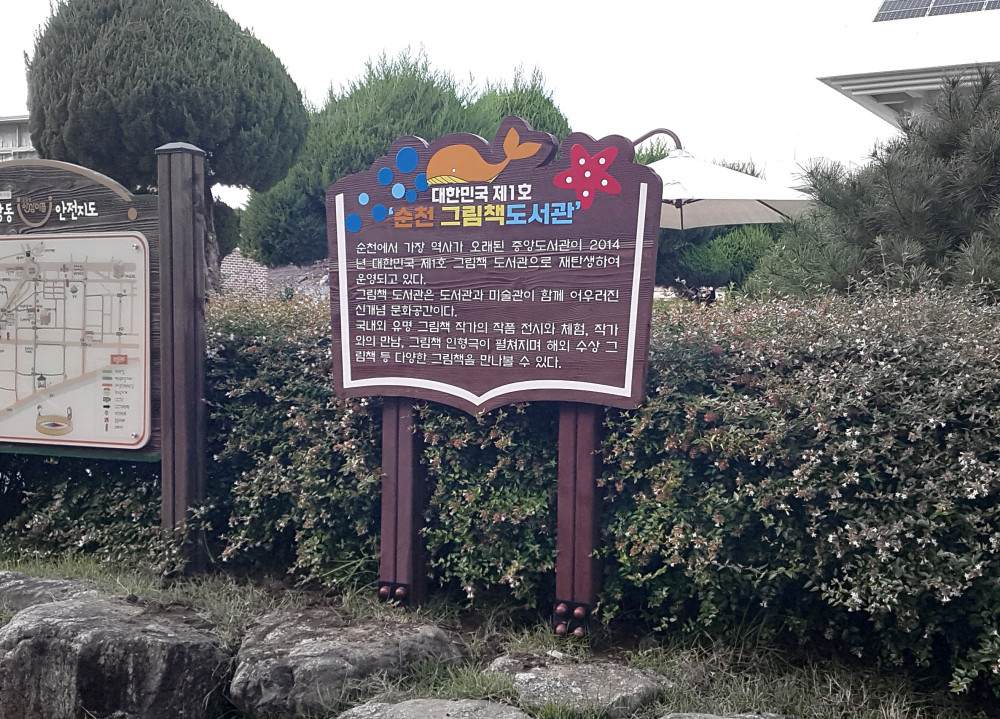 안전지도
대한민국 제1호
'순천 그림책도서관'
순천에서 가장 역사가 오래된 중앙도서관의 2014
년 대한민국 제1호 그림책 도서관으로 재탄생하여
운영되고 있다.
그림책 도서관은 도서관과 미술관이 함께 어우러진
신개념 문화공간이다.
국내외 유명 그림책 작가의 작품 전시와 체험, 작가
와의 만남, 그림책 인형극이 펼쳐지며 해외 수상 그
림책 등 다양한 그림책을 만나볼 수 있다.